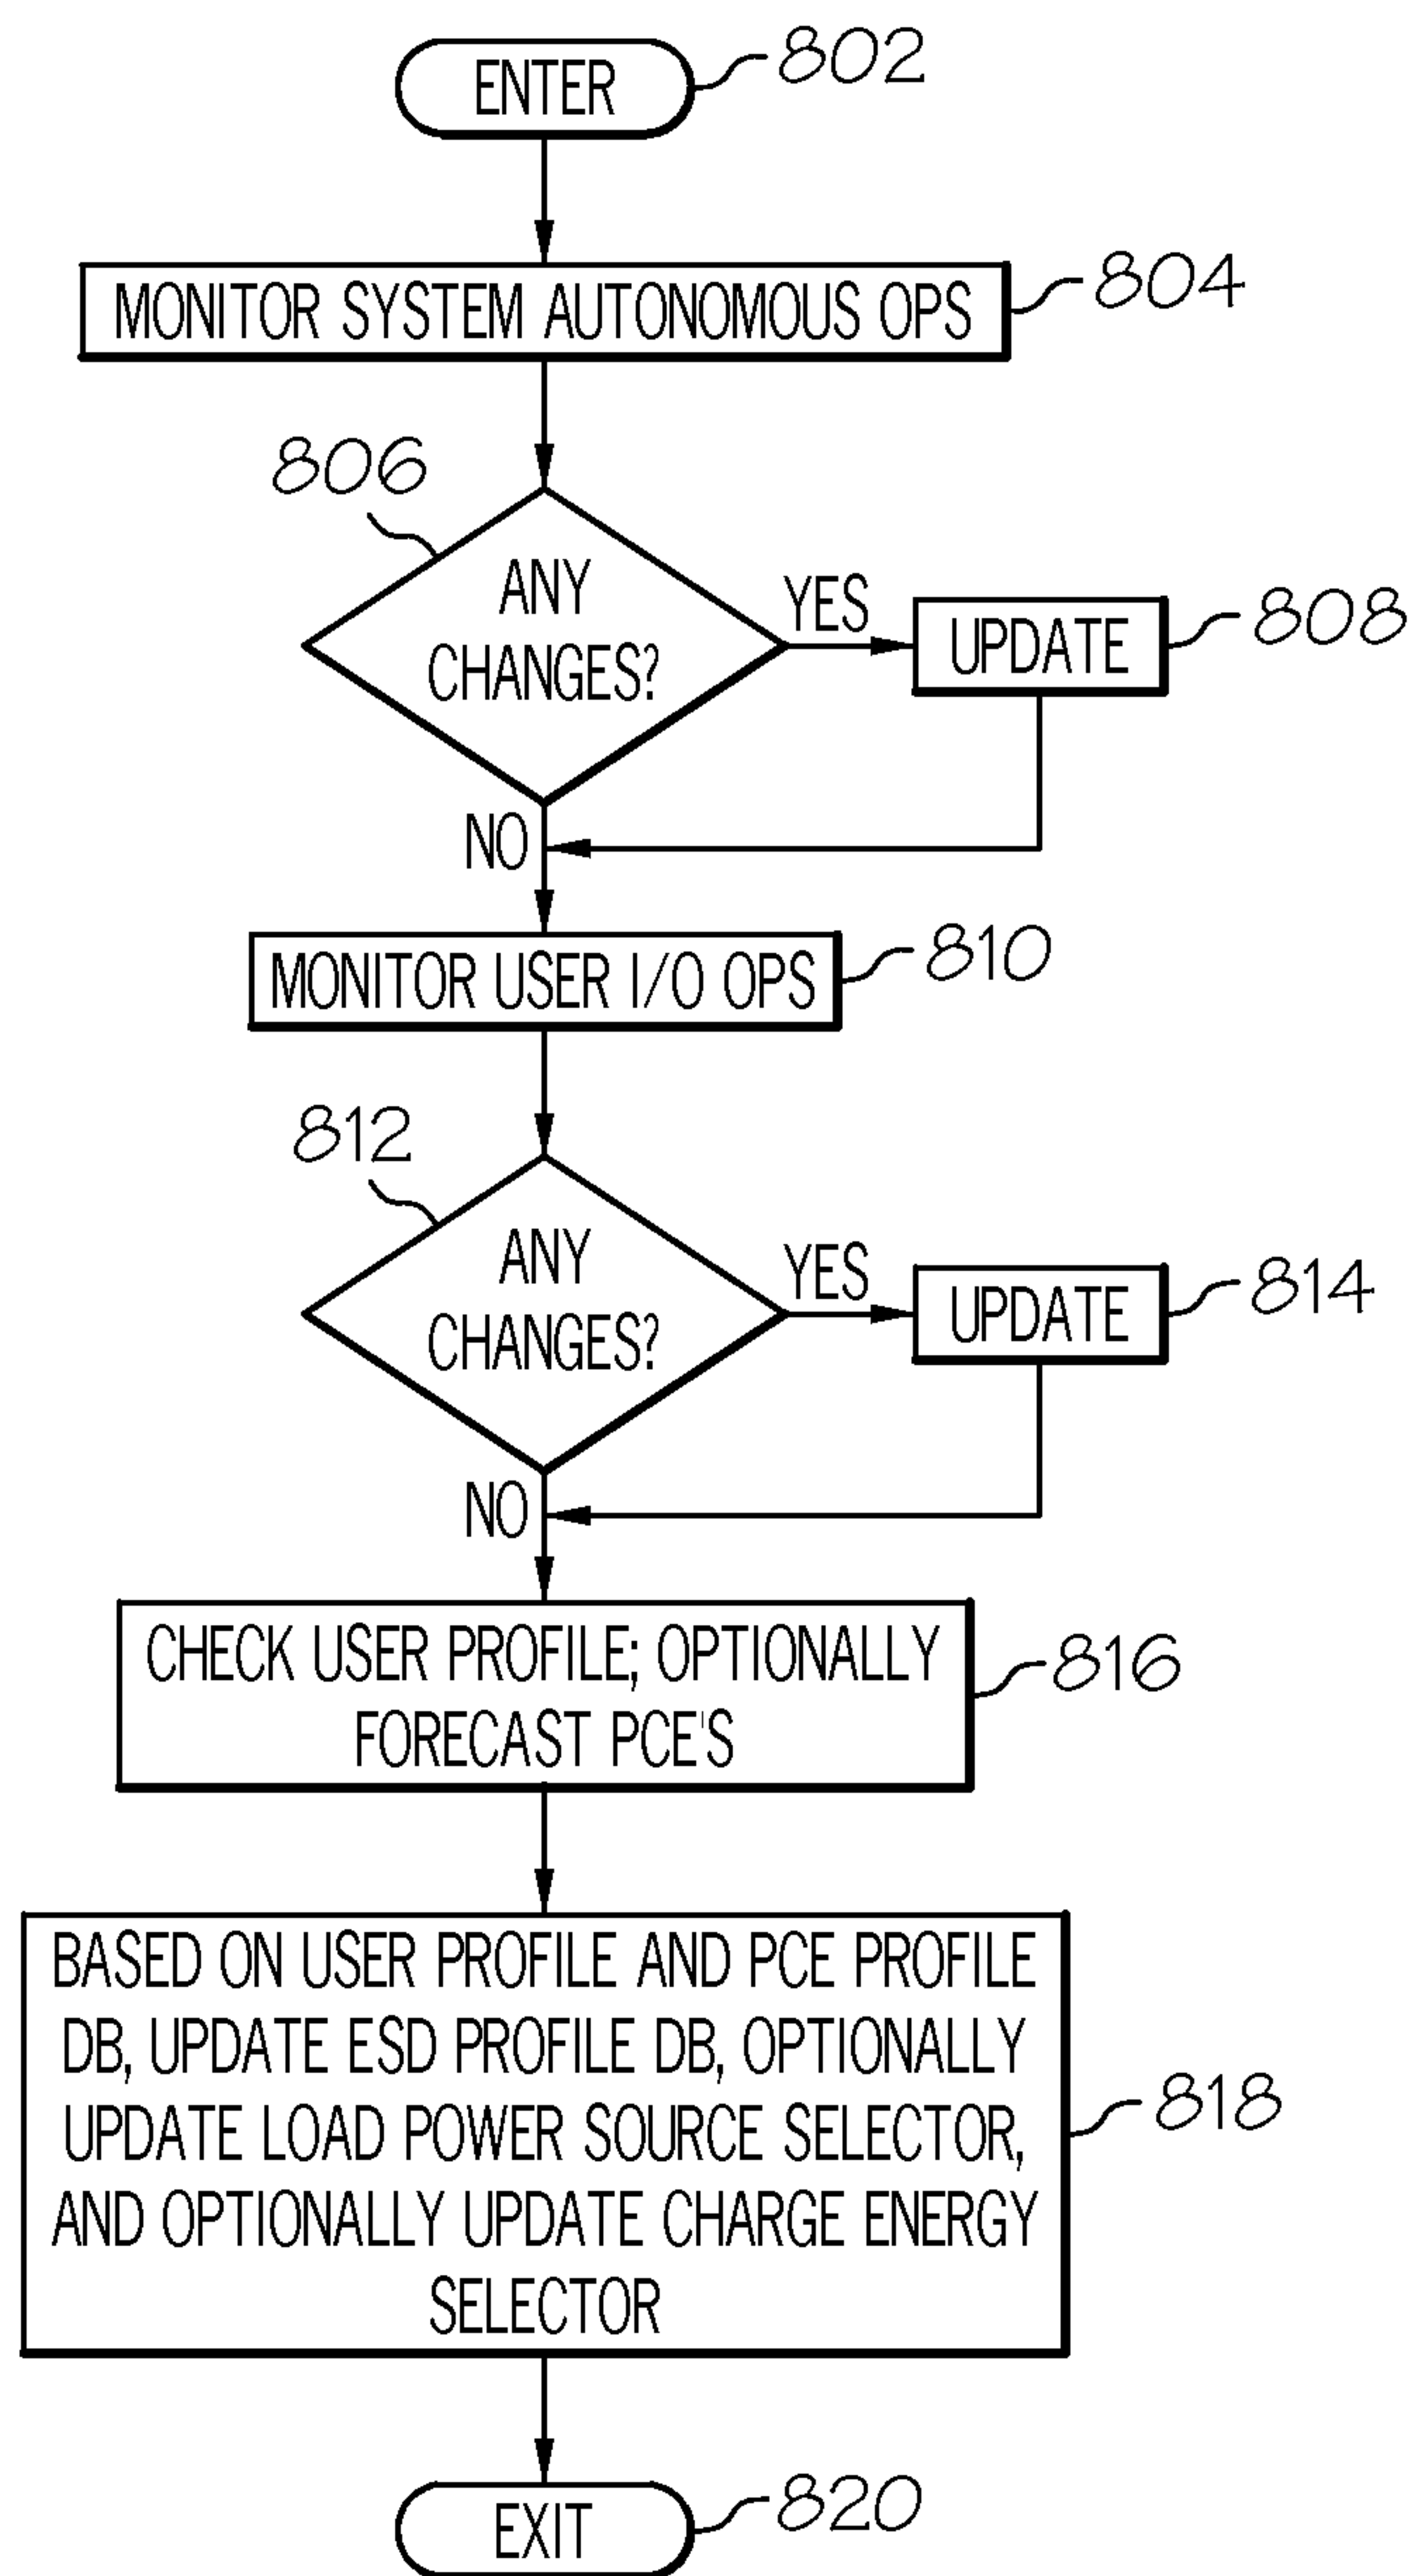 ENTER
802
MONITOR SYSTEM AUTONOMOUS OPS
804
806
ANY
CHANGES?
YES
UPDATE
808
NO
MONITOR USER I/O OPS
810
812
ANY
CHANGES?
YES
UPDATE
814
NO
CHECK USER PROFILE; OPTIONALLY
FORECAST PCE'S
816
BASED ON USER PROFILE AND PCE PROFILE
DB, UPDATE ESD PROFILE DB, OPTIONALLY
UPDATE LOAD POWER SOURCE SELECTOR,
AND OPTIONALLY UPDATE CHARGE ENERGY
SELECTOR
818
EXIT
820